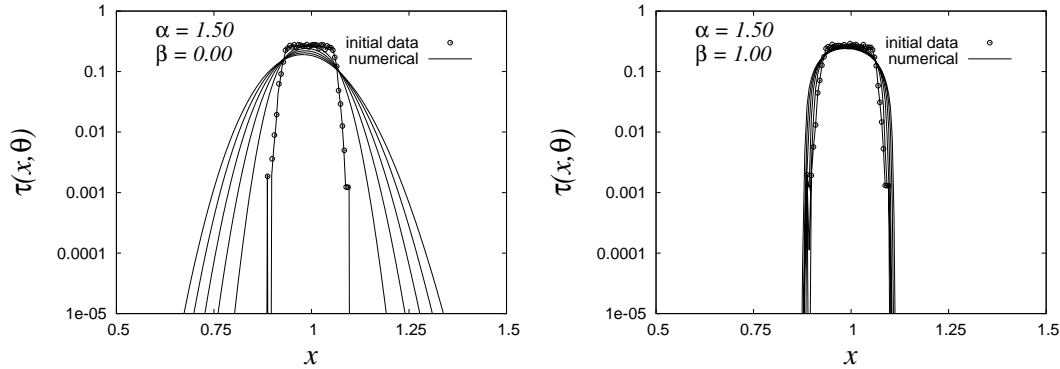 α = 1.50
β = 0.00
initial data
numerical
τ(x,θ)
1
0.1
0.01
0.001
0.0001
1e-05
0.5
0.75
1
1.25
1.5
x
α = 1.50
β = 1.00
initial data
numerical
τ(x,θ)
1
0.1
0.01
0.001
0.0001
1e-05
0.5
0.75
1
1.25
1.5
x